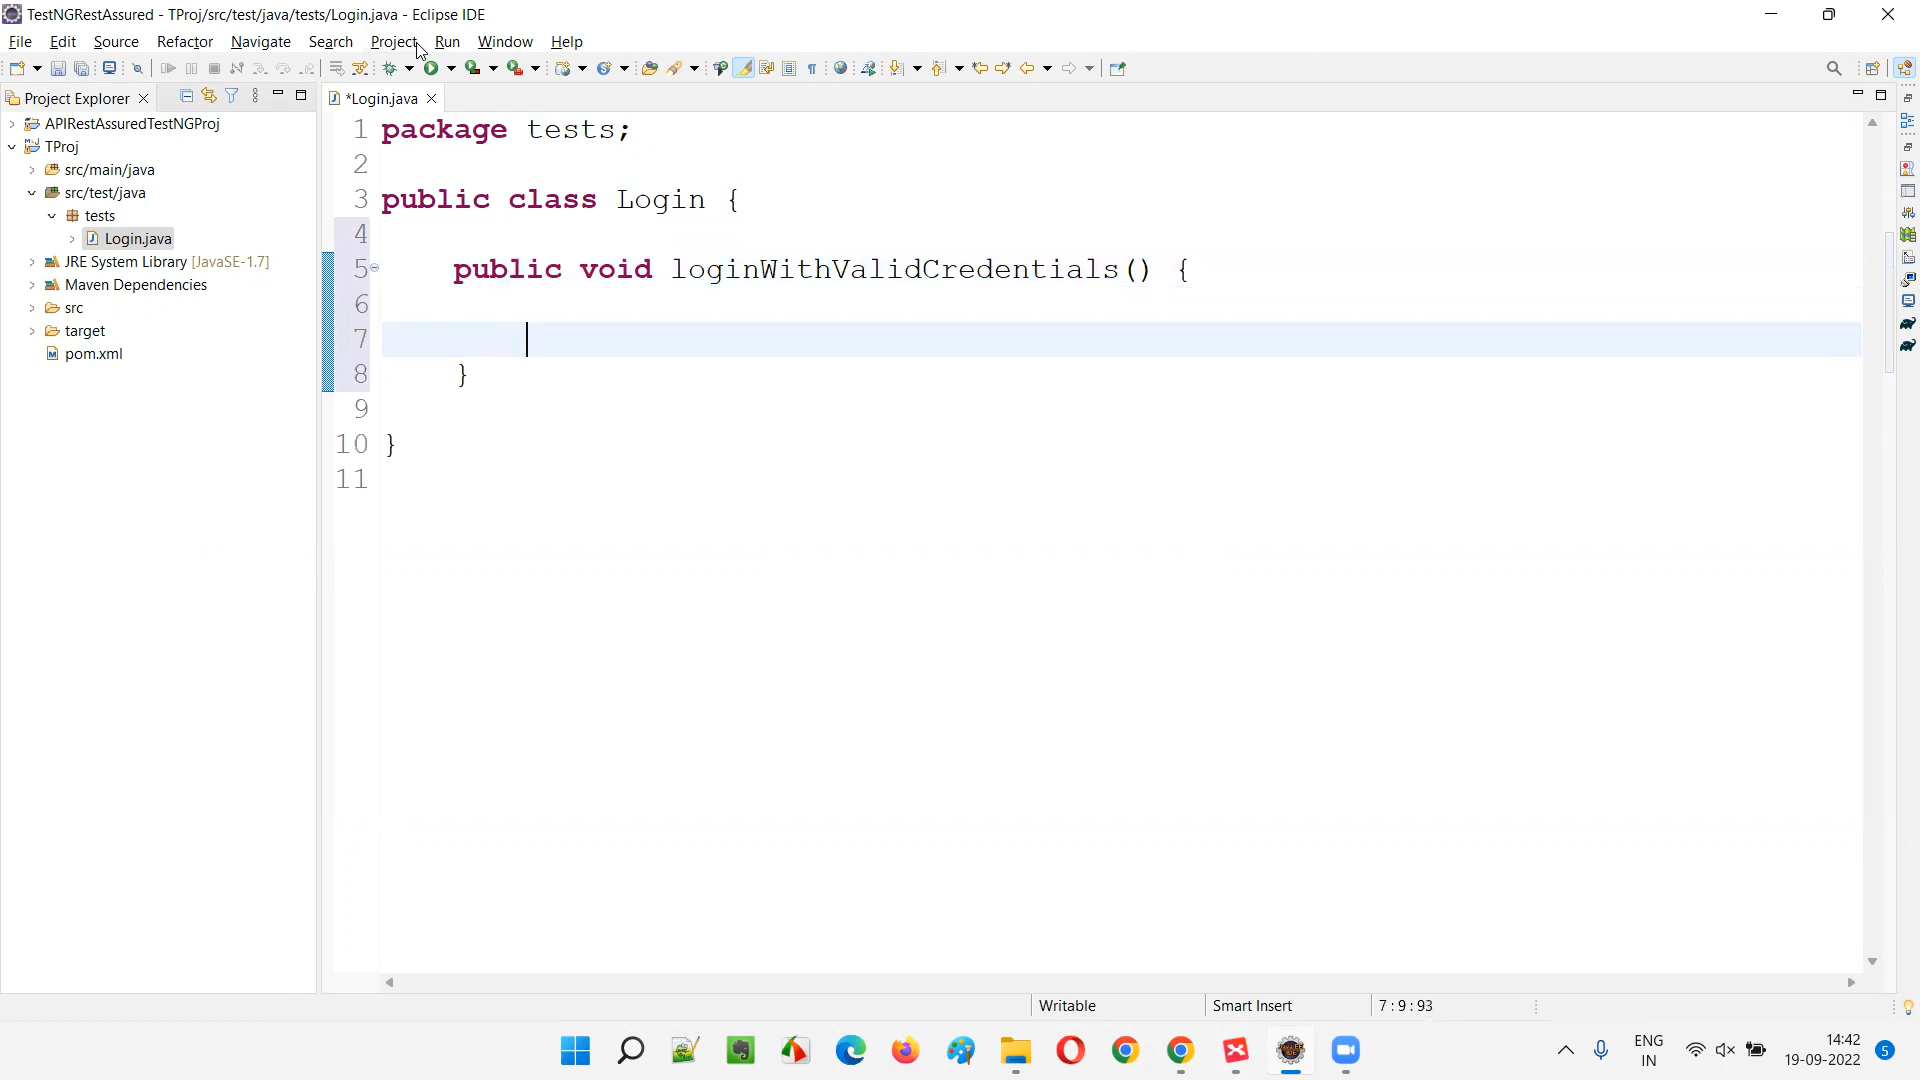 TestNGRestAssured - TProj/src/test/java/tests/Login.java - Eclipse IDE
File Edit Source Refactor Navigate Search Project Run Window Help
Project Explorer
*Login.java
APIRestAssuredTestNGProj
TProj
src/main/java
src/test/java
tests
Login.java
JRE System Library [JavaSE-1.7]
Maven Dependencies
src
target
pom.xml
1 package tests;
2
3 public class Login {
4
5 public void loginWithValidCredentials() {
6
7
8 }
9
10 }
11
Writable Smart Insert 7 : 9 : 93
ENG
IN
14:42
19-09-2022
5